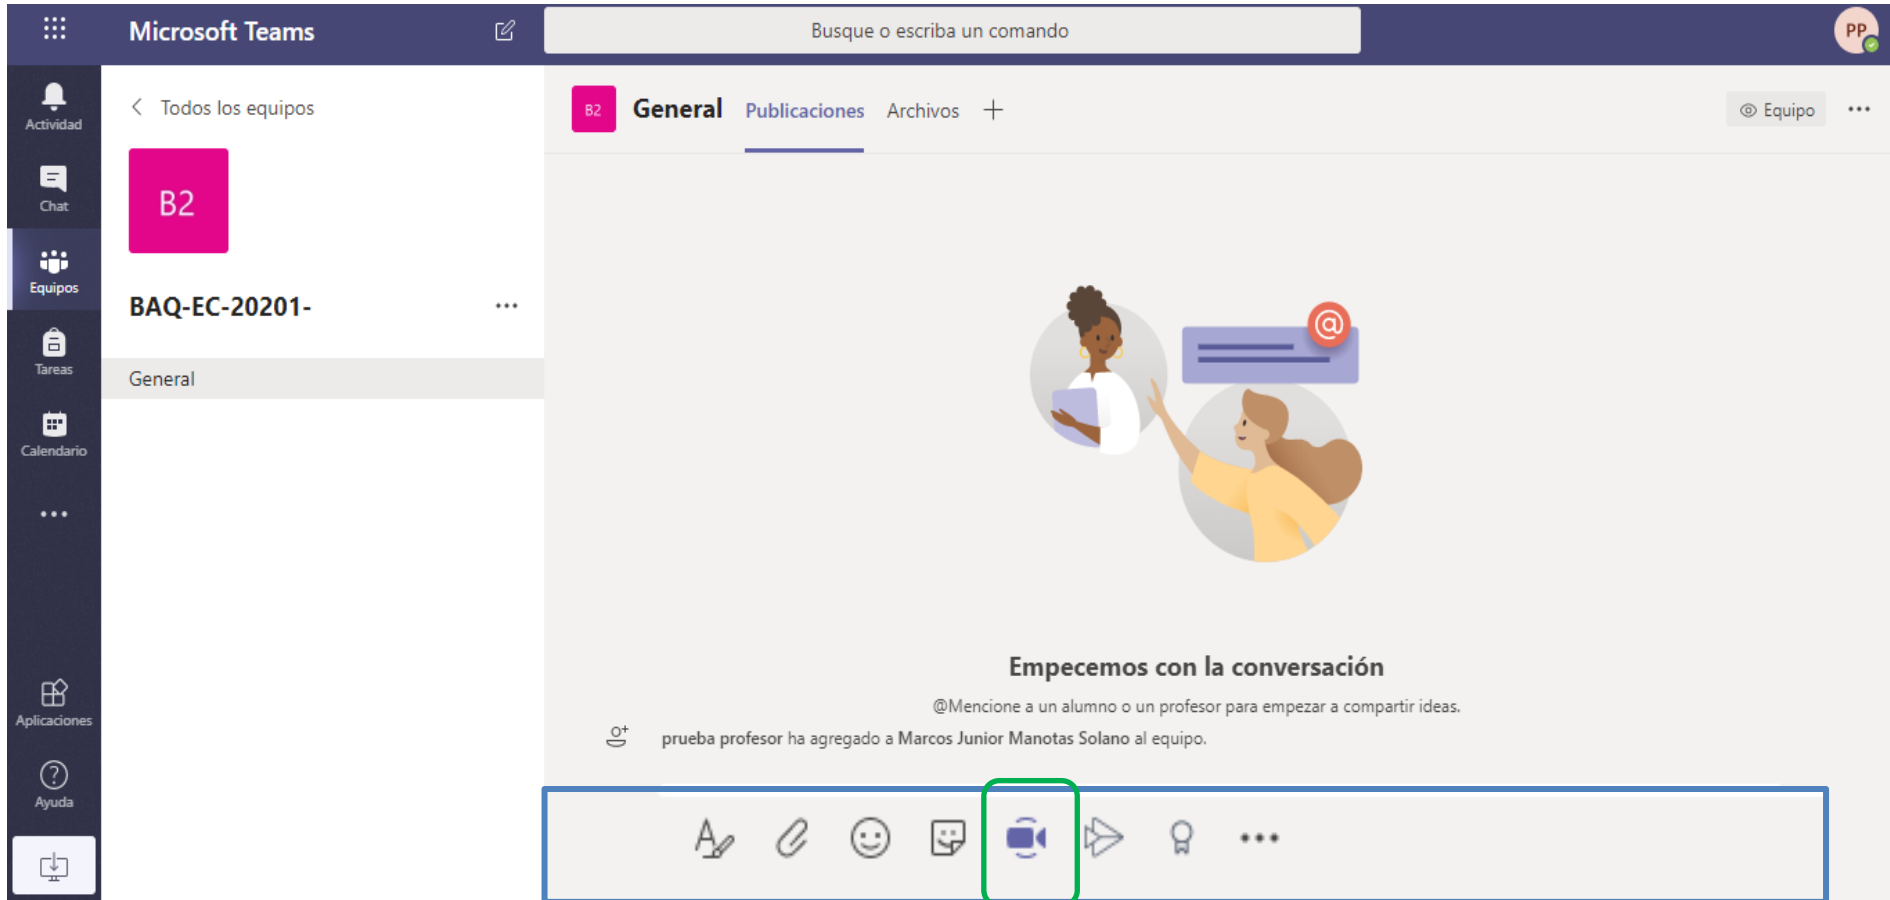 Microsoft Teams
Busque o escriba un comando
PP
Actividad
Chat
Equipos
Tareas
Calendario
Aplicaciones
Ayuda
Todos los equipos
B2
BAQ-EC-20201-
General
B2
General
Publicaciones
Archivos
Equipo
@
Empecemos con la conversación
@Mencione a un alumno o un profesor para empezar a compartir ideas.
prueba profesor ha agregado a Marcos Junior Manotas Solano al equipo.